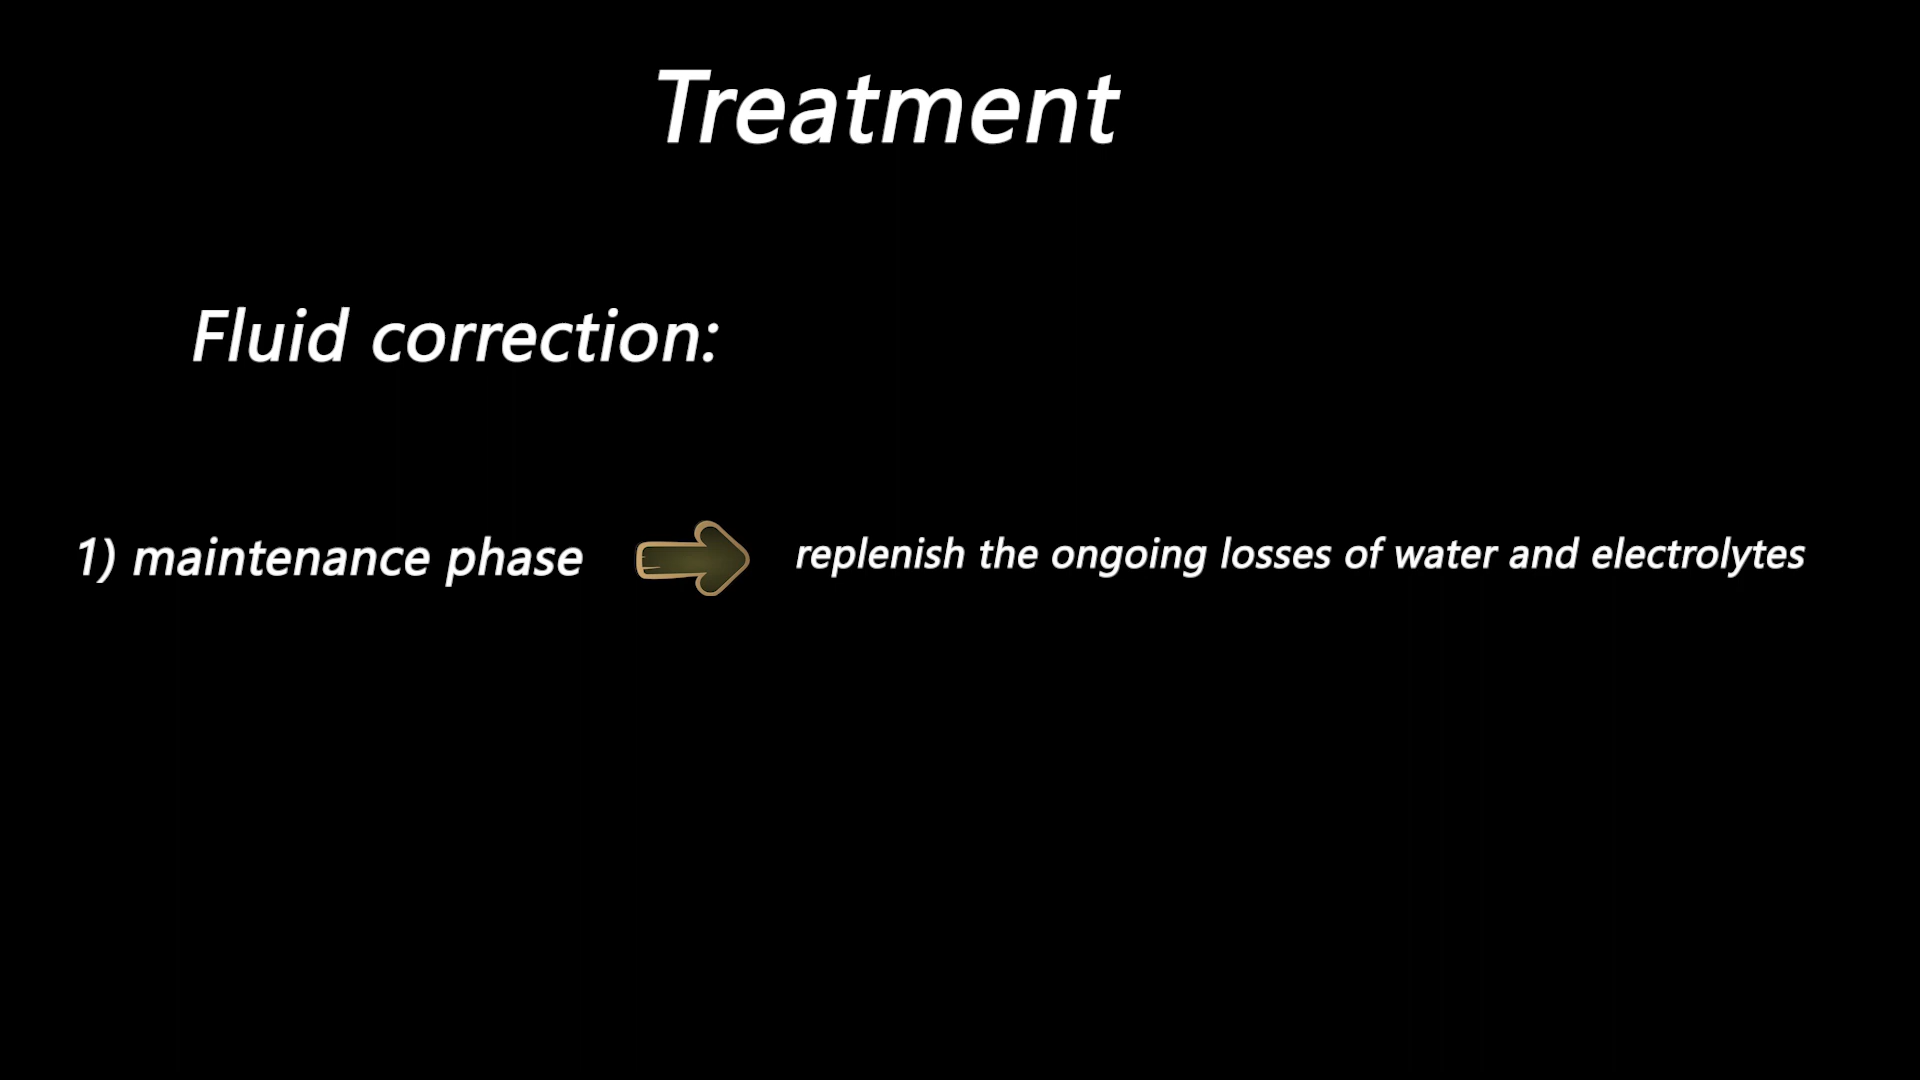 Treatment
Fluid correction:
1) maintenance phase replenish the ongoing losses of water and electrolytes